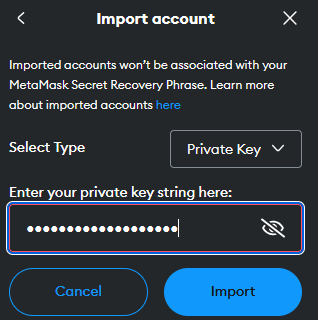 Import account
Imported accounts won't be associated with your
MetaMask Secret Recovery Phrase. Learn more
about imported accounts here
Select Type
Private Key
Enter your private key string here:
•••••••••••••••••••
Cancel
Import